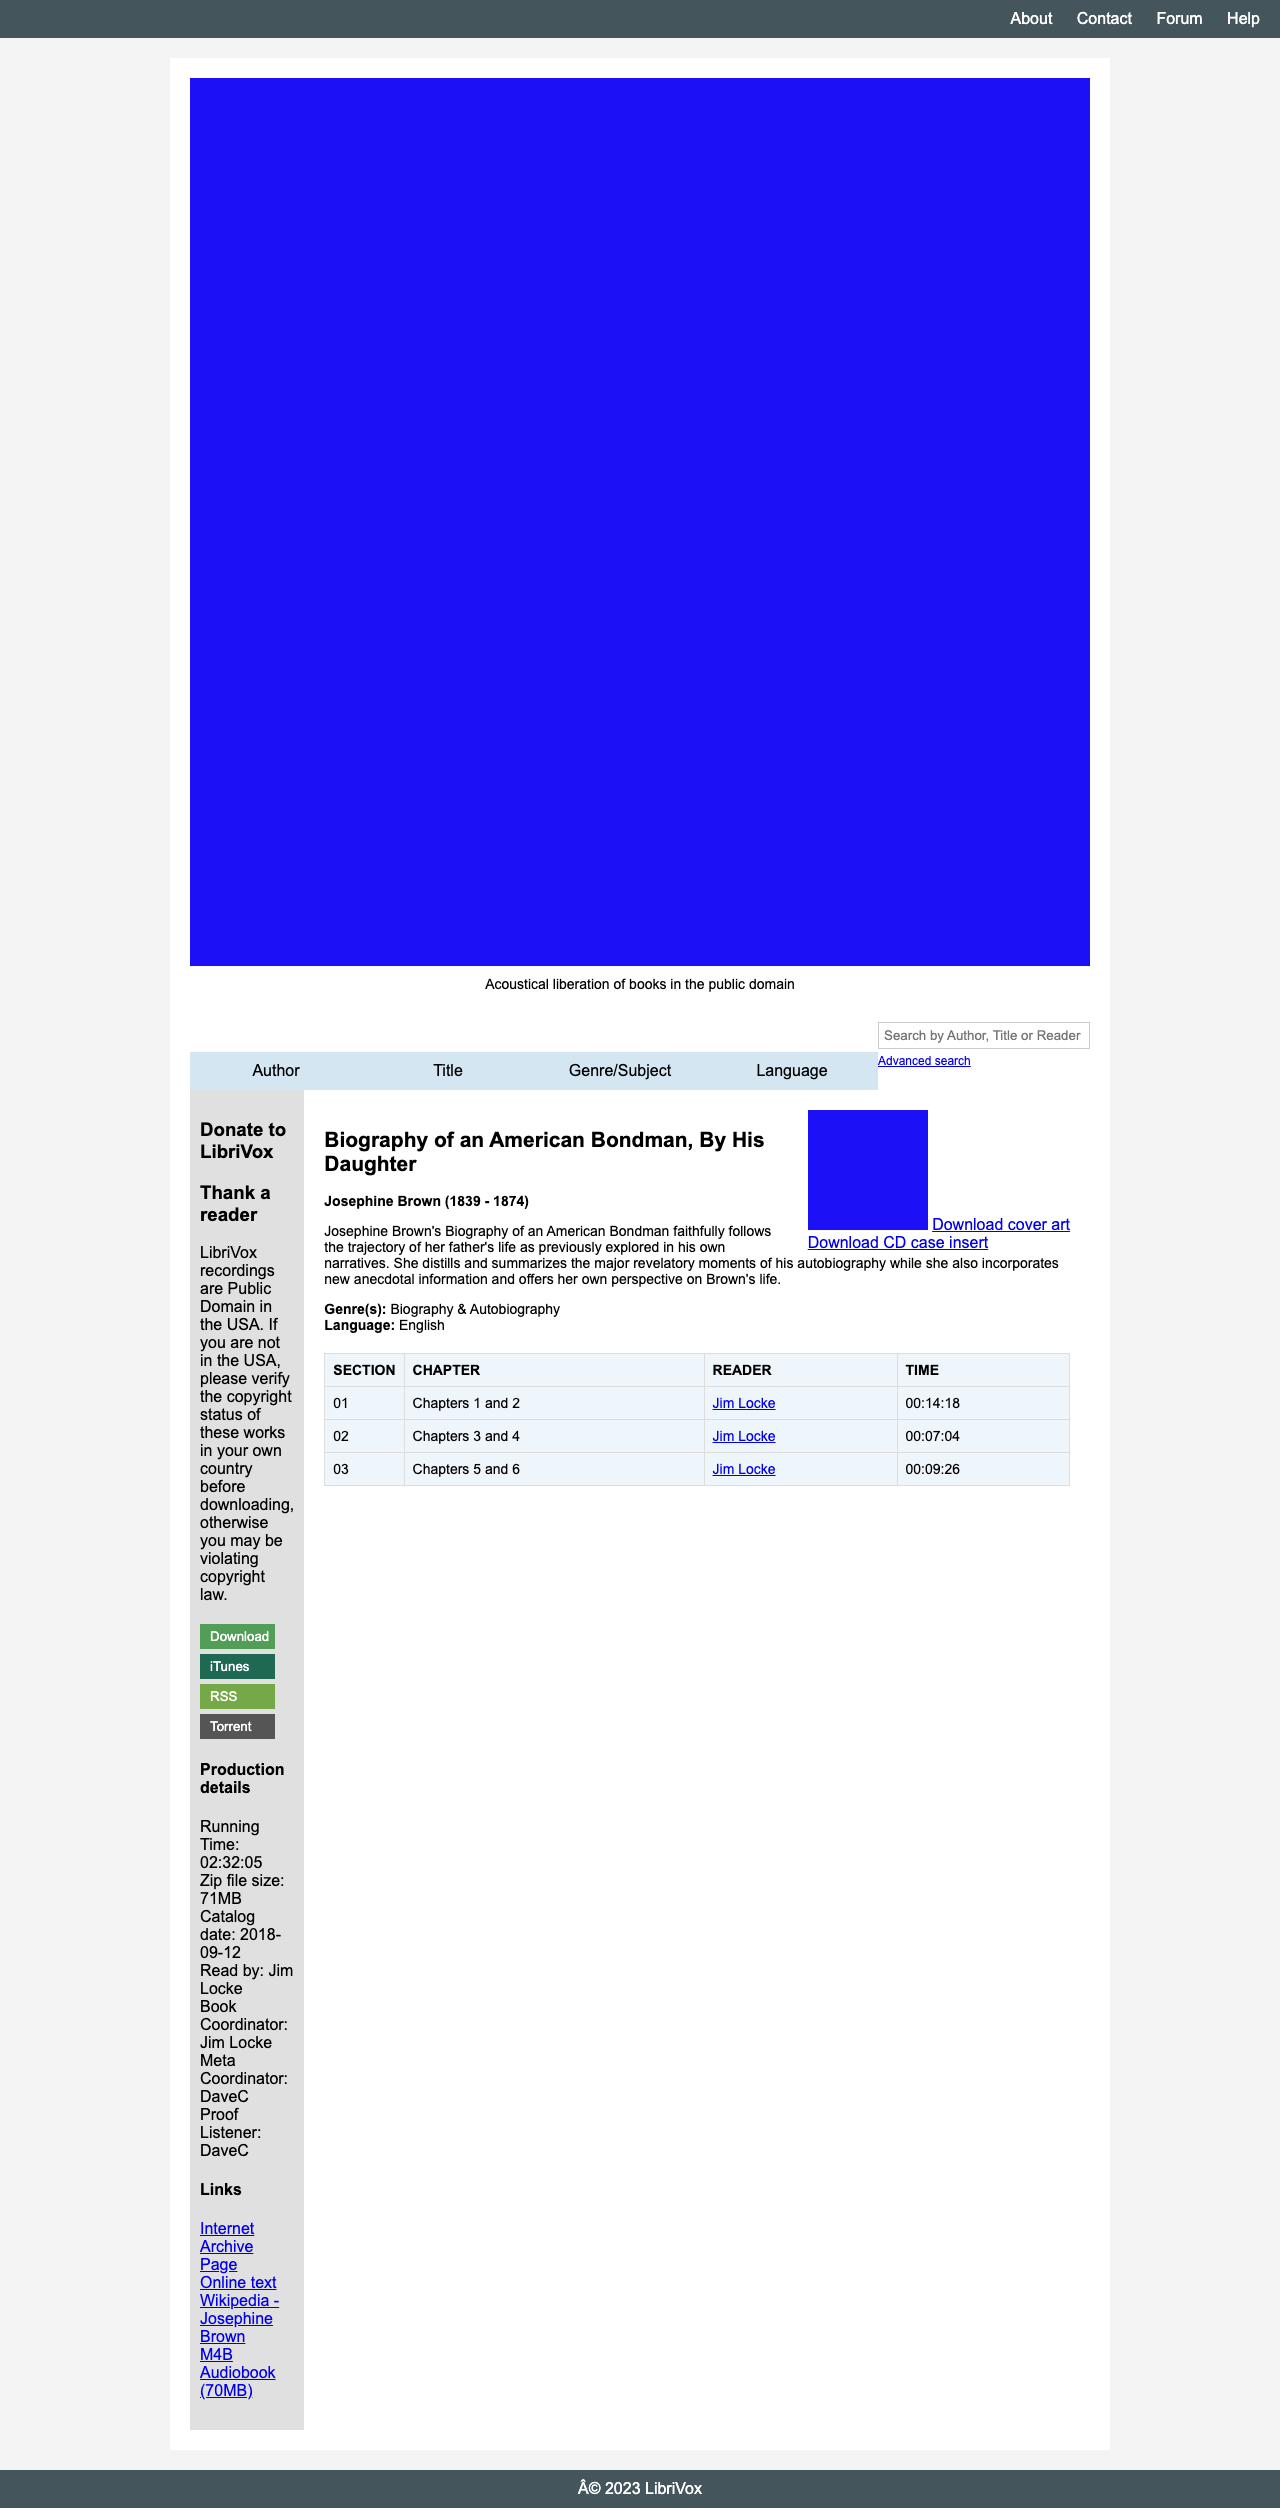 About Contact Forum Help
Acoustical liberation of books in the public domain
Search by Author, Title or Reader
Advanced search
Author Title Genre/Subject Language
Donate to
LibriVox
Thank a
reader
LibriVox
recordings
are Public
Domain in
the USA. If
you are not
in the USA,
please verify
the copyright
status of
these works
in your own
country
before
downloading,
otherwise
you may be
violating
copyright
law.
Download
iTunes
RSS
Torrent
Production
details
Running
Time:
02:32:05
Zip file size:
71MB
Catalog
date: 2018-
09-12
Read by: Jim
Locke
Book
Coordinator:
Jim Locke
Meta
Coordinator:
DaveC
Proof
Listener:
DaveC
Links
Internet
Archive
Page
Online text
Wikipedia -
Josephine
Brown
M4B
Audiobook
(70MB)
Biography of an American Bondman, By His
Daughter
Download cover art
Download CD case insert
Josephine Brown (1839 - 1874)
Josephine Brown's Biography of an American Bondman faithfully follows
the trajectory of her father's life as previously explored in his own
narratives. She distills and summarizes the major revelatory moments of his autobiography while she also incorporates
new anecdotal information and offers her own perspective on Brown's life.
Genre(s): Biography & Autobiography
Language: English
SECTION CHAPTER READER TIME
01 Chapters 1 and 2 Jim Locke 00:14:18
02 Chapters 3 and 4 Jim Locke 00:07:04
03 Chapters 5 and 6 Jim Locke 00:09:26
Â© 2023 LibriVox